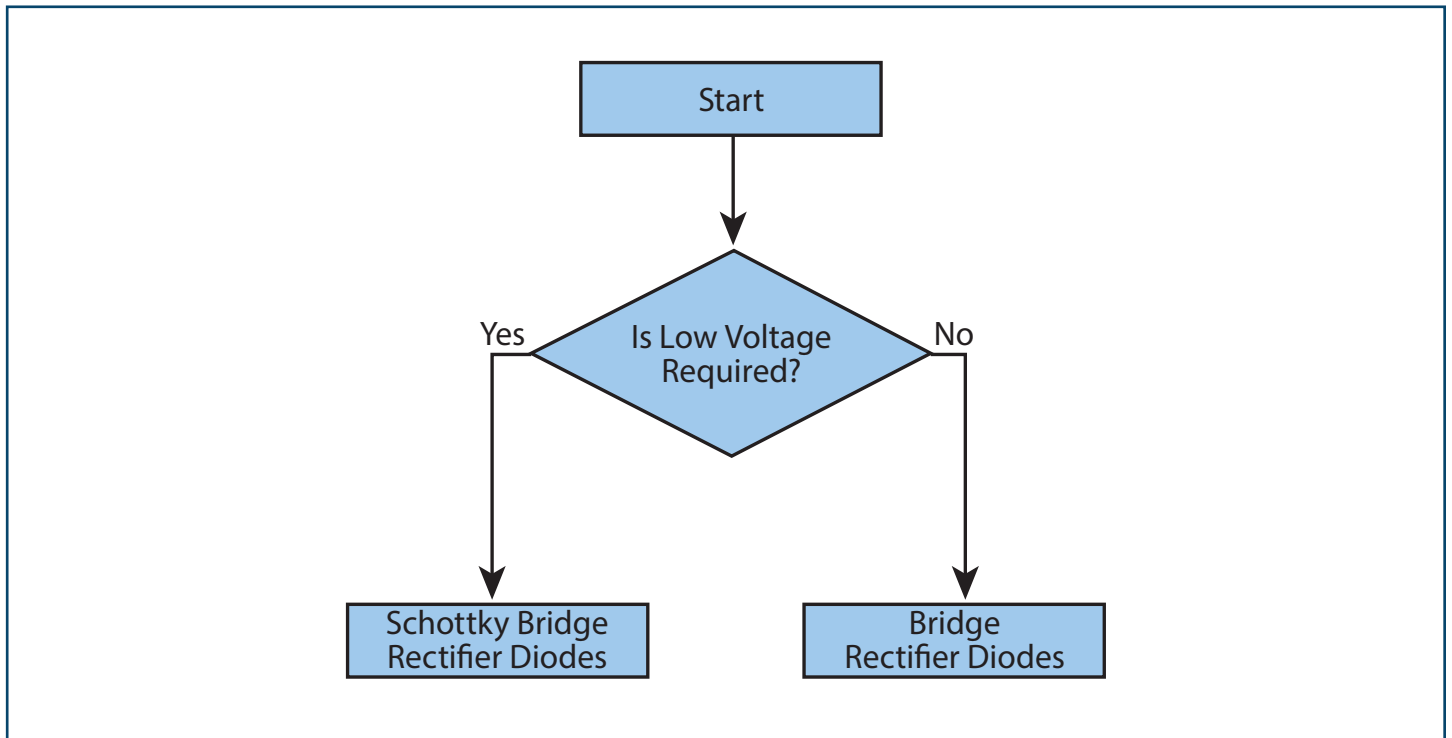 Start
Yes
Is Low Voltage
Required?
No
Schottky Bridge
Rectifier Diodes
Bridge
Rectifier Diodes